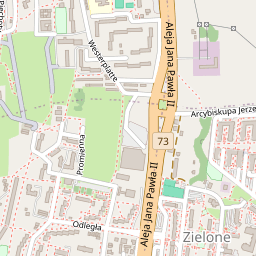 Westerplatte
Aleja Jana Pawła II
Arcybiskupa Jerze
73
Promienna
Aleja Jana Pawła II
Odległa
Zielone